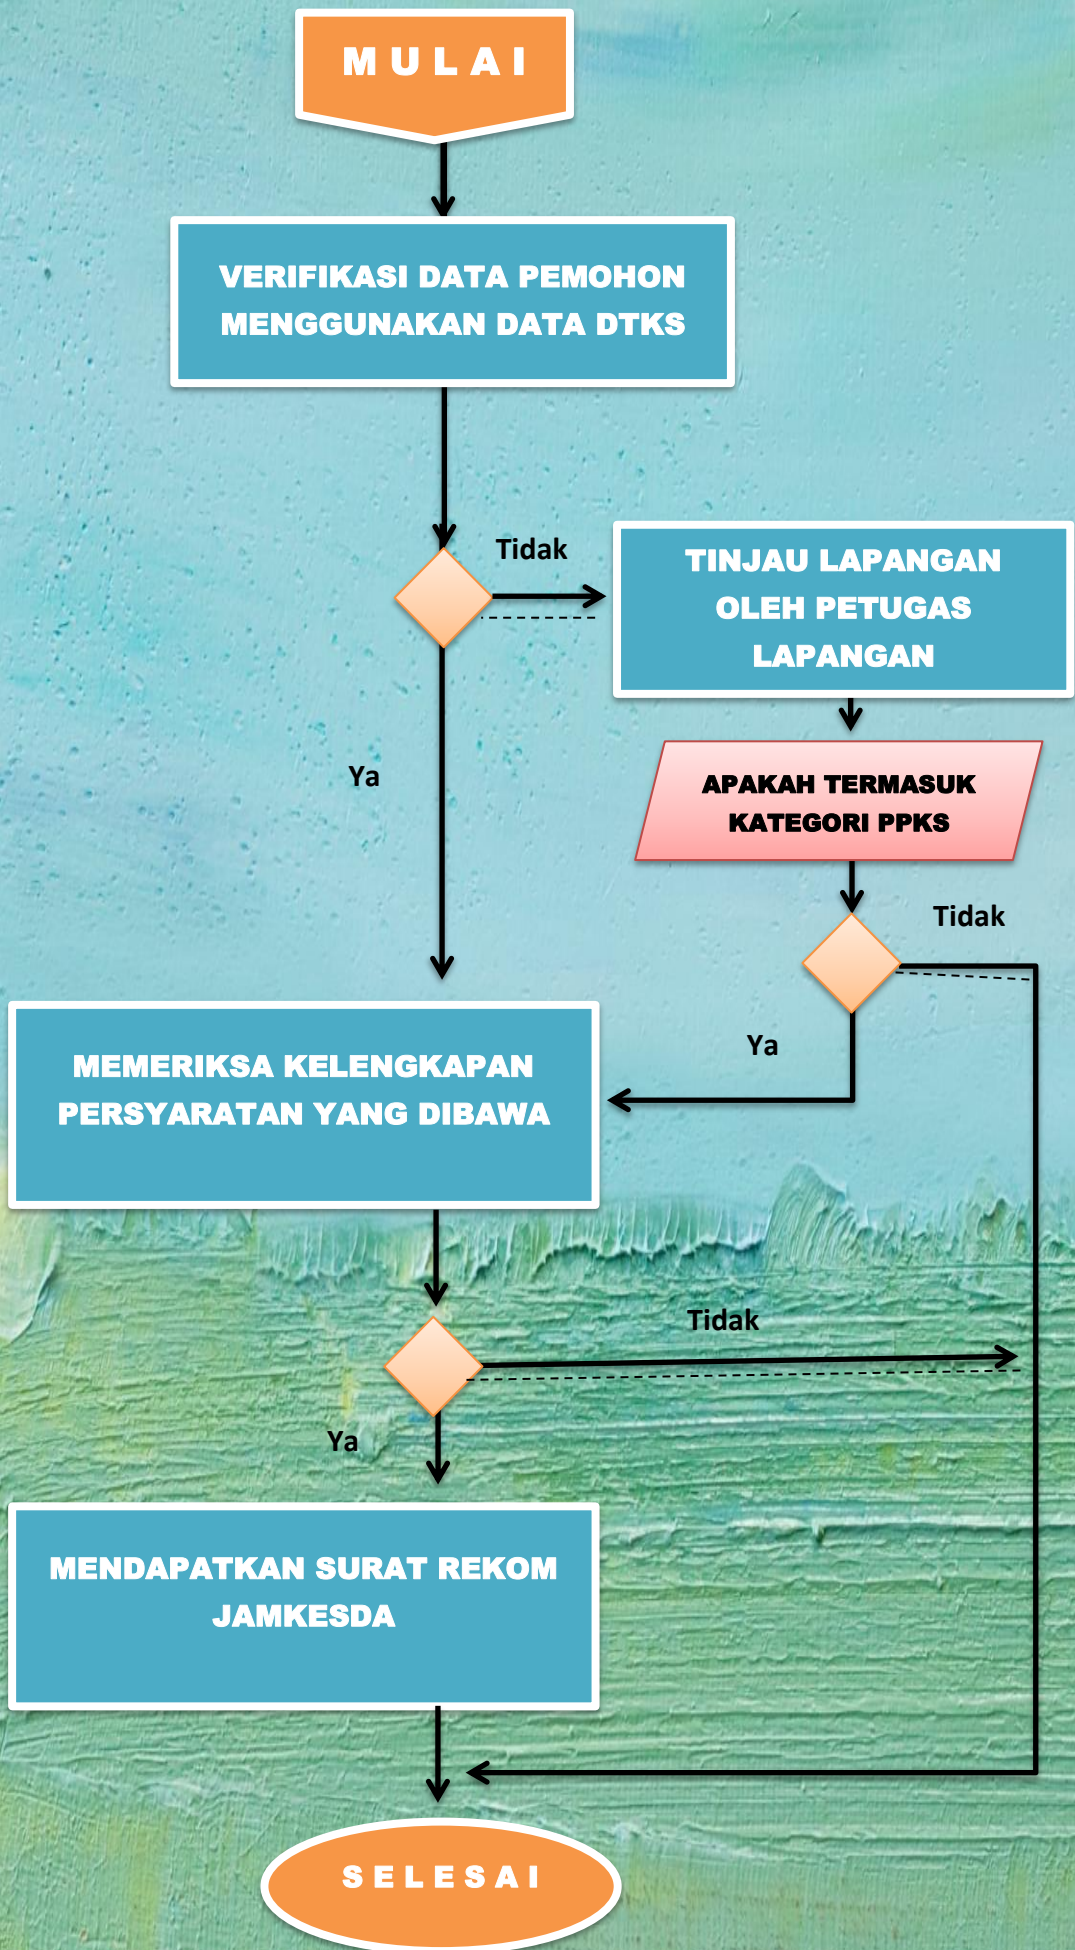 MULAI
VERIFIKASI DATA PEMOHON
MENGGUNAKAN DATA DTKS
Tidak
TINJAU LAPANGAN
OLEH PETUGAS
LAPANGAN
Ya
APAKAH TERMASUK
KATEGORI PPKS
Tidak
Ya
MEMERIKSA KELENGKAPAN
PERSYARATAN YANG DIBAWA
Tidak
Ya
MENDAPATKAN SURAT REKOM
JAMKESDA
SELESAI